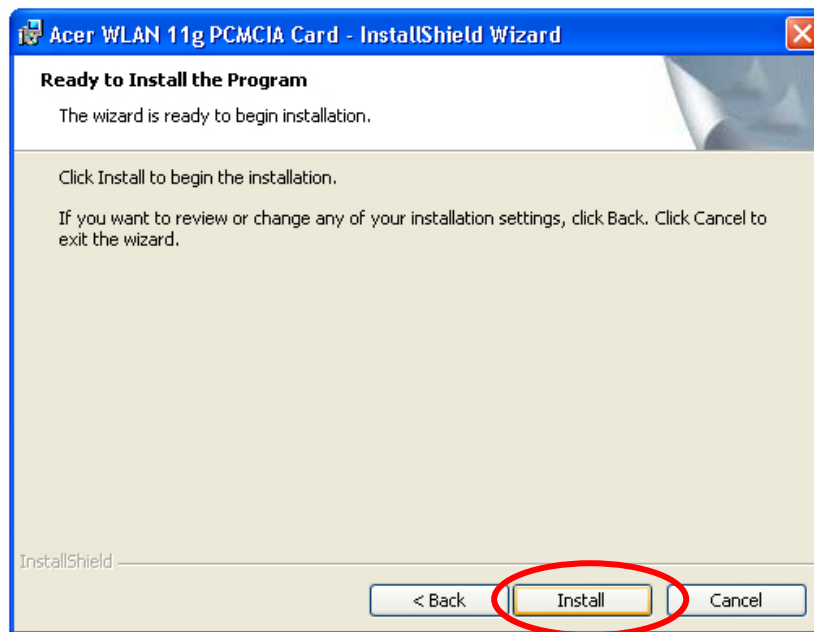 Acer WLAN 11g PCMCIA Card - InstallShield Wizard
Ready to Install the Program
The wizard is ready to begin installation.
Click Install to begin the installation.
If you want to review or change any of your installation settings, click Back. Click Cancel to
exit the wizard.
InstallShield
< Back Install Cancel